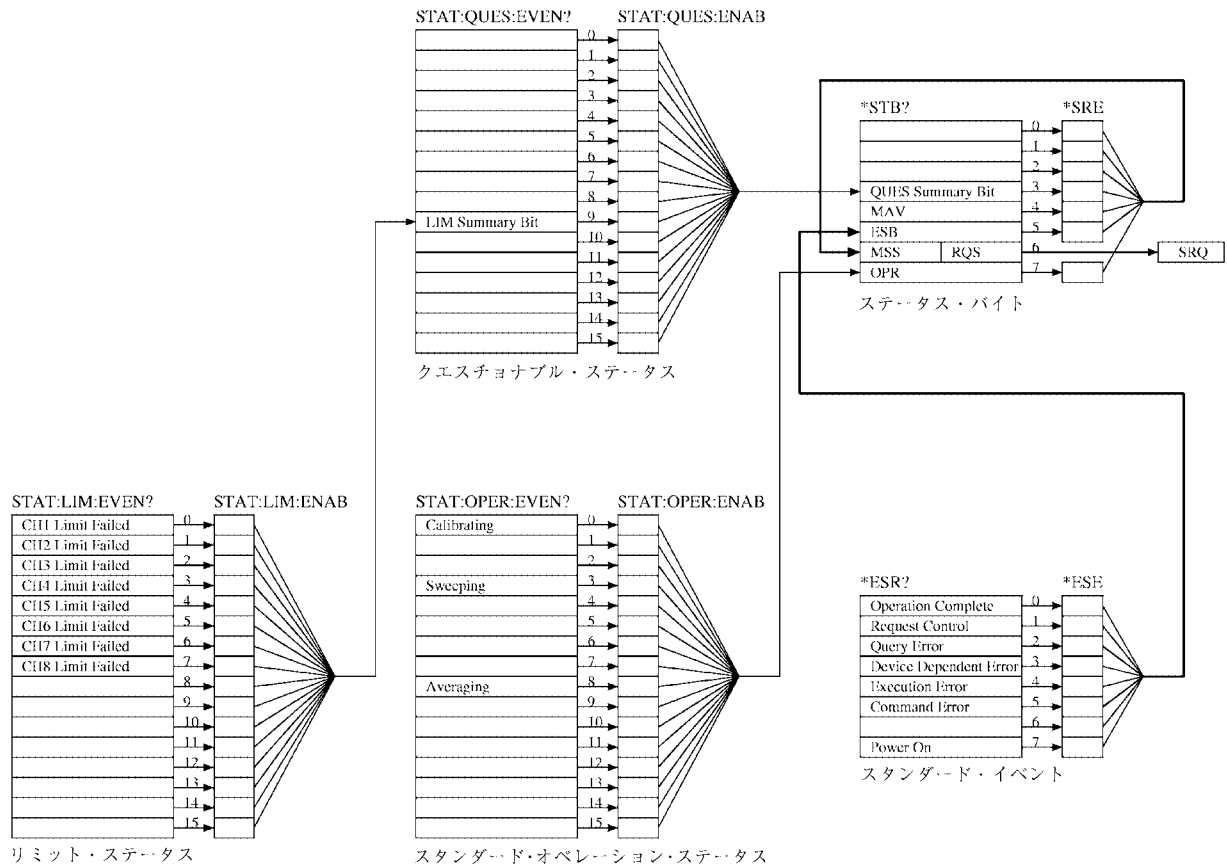 STAT:QUES:EVEN? STAT:QUES:ENAB
0
1
2
3
4
5
6
7
8
LIM Summary Bit 9
10
11
12
13
14
15
クエスチョナブル・ステータス
*STB? *SRE
0
1
2
QUES Summary Bit 3
MAV 4
ESB 5
MSS RQS 6 SRQ
OPR 7
ステータス・バイト
STAT:LIM:EVEN? STAT:LIM:ENAB
CH1 Limit Failed 0
CH2 Limit Failed 1
CH3 Limit Failed 2
CH4 Limit Failed 3
CH5 Limit Failed 4
CH6 Limit Failed 5
CH7 Limit Failed 6
CH8 Limit Failed 7
8
9
10
11
12
13
14
15
リミット・ステータス
STAT:OPER:EVEN? STAT:OPER:ENAB
Calibrating 0
1
2
Sweeping 3
4
5
6
7
Averaging 8
9
10
11
12
13
14
15
スタンダード・オペレーション・ステータス
*ESR? *ESE
Operation Complete 0
Request Control 1
Query Error 2
Device Dependent Error 3
Execution Error 4
Command Error 5
6
Power On 7
スタンダード・イベント